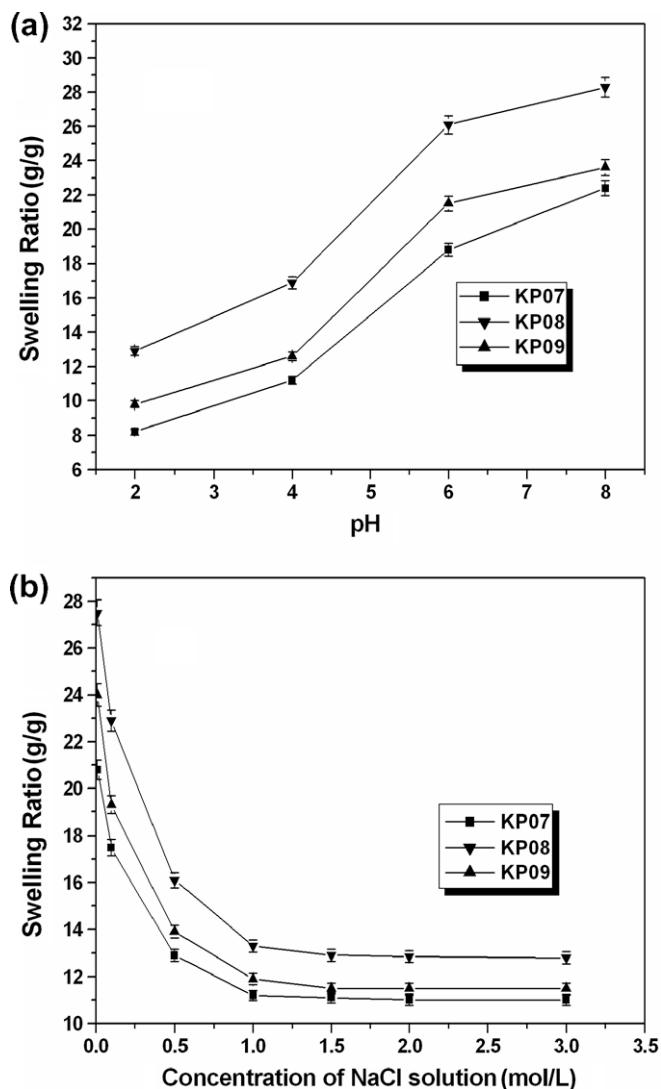 (a)
32
30
28
26
24
22
20
18
16
14
12
10
8
6
Swelling Ratio (g/g)
KP07
KP08
KP09
2 3 4 5 6 7 8
pH
(b)
28
26
24
22
20
18
16
14
12
10
Swelling Ratio (g/g)
KP07
KP08
KP09
0.0 0.5 1.0 1.5 2.0 2.5 3.0 3.5
Concentration of NaCl solution (mol/L)